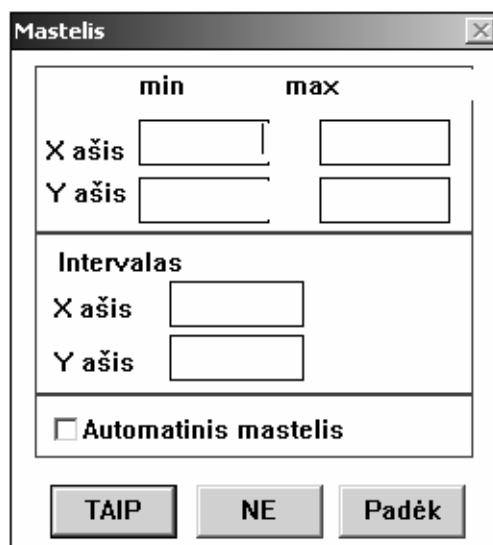 Mastelis
min max
X ašis
Y ašis
Intervalas
X ašis
Y ašis
Automatinis mastelis
TAIP NE Padėk